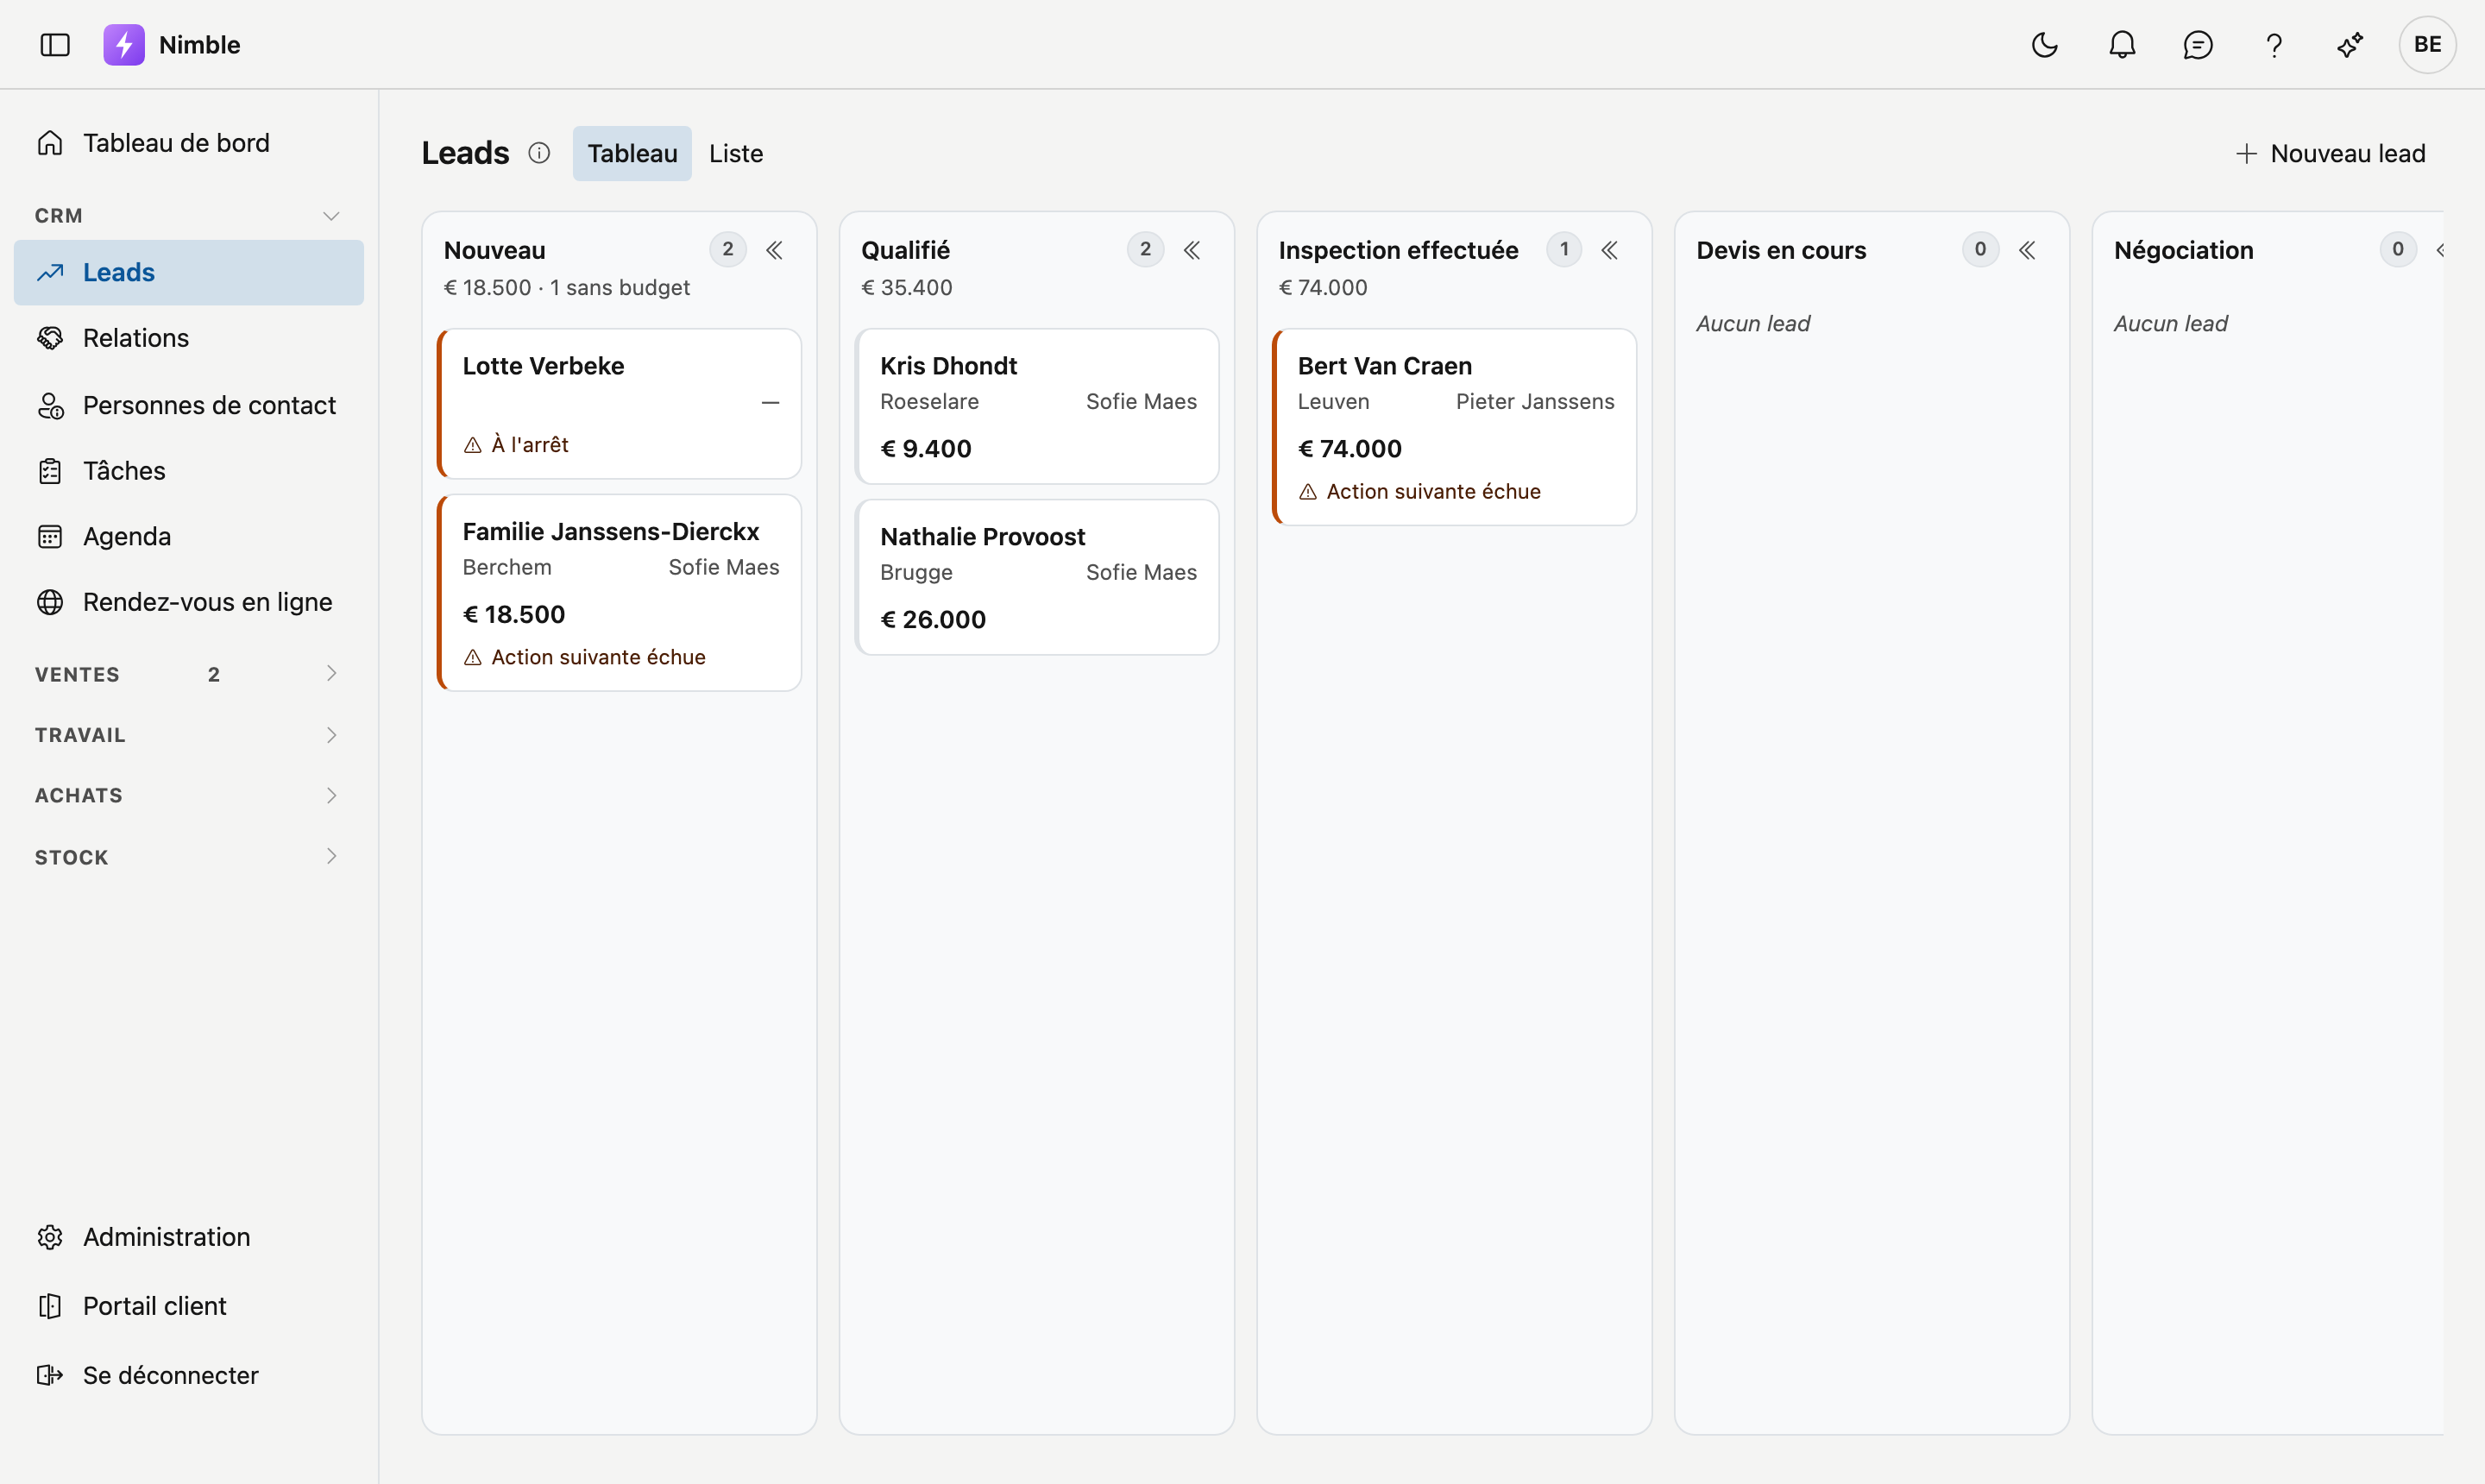 Nimble
BE
Tableau de bord
CRM
Leads
Relations
Personnes de contact
Tâches
Agenda
Rendez-vous en ligne
VENTES 2
TRAVAIL
ACHATS
STOCK
Administration
Portail client
Se déconnecter
Leads Tableau Liste
Nouveau lead
Nouveau 2
€ 18.500 · 1 sans budget
Lotte Verbeke
—
À l'arrêt
Familie Janssens-Dierckx
Berchem Sofie Maes
€ 18.500
Action suivante échue
Qualifié 2
€ 35.400
Kris Dhondt
Roeselare Sofie Maes
€ 9.400
Nathalie Provoost
Brugge Sofie Maes
€ 26.000
Inspection effectuée 1
€ 74.000
Bert Van Craen
Leuven Pieter Janssens
€ 74.000
Action suivante échue
Devis en cours 0
Aucun lead
Négociation 0
Aucun lead